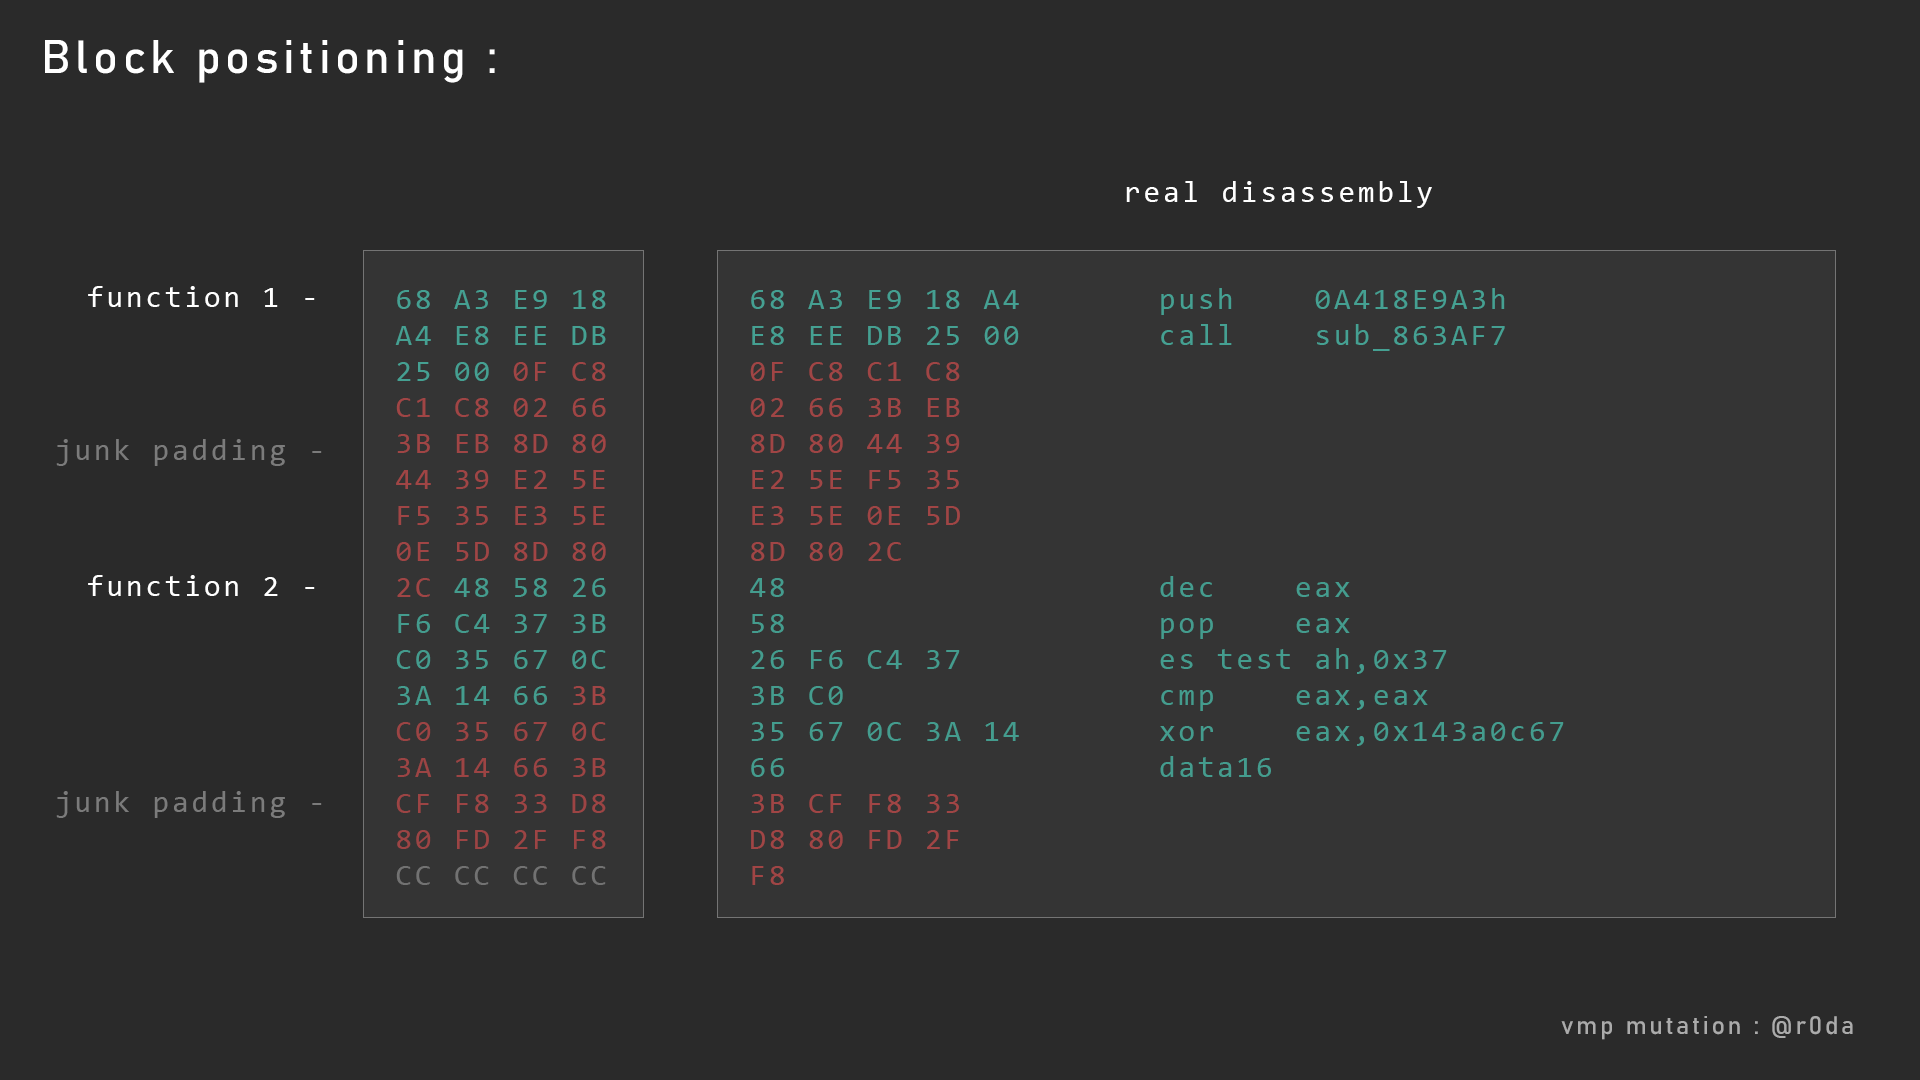 Block positioning :
real disassembly
function 1 -
junk padding -
function 2 -
junk padding -
68 A3 E9 18
A4 E8 EE DB
25 00 0F C8
C1 C8 02 66
3B EB 8D 80
44 39 E2 5E
F5 35 E3 5E
0E 5D 8D 80
2C 48 58 26
F6 C4 37 3B
C0 35 67 0C
3A 14 66 3B
C0 35 67 0C
3A 14 66 3B
CF F8 33 D8
80 FD 2F F8
CC CC CC CC
68 A3 E9 18 A4 push 0A418E9A3h
E8 EE DB 25 00 call sub_863AF7
0F C8 C1 C8
02 66 3B EB
8D 80 44 39
E2 5E F5 35
E3 5E 0E 5D
8D 80 2C
48 dec eax
58 pop eax
26 F6 C4 37 es test ah,0x37
3B C0 cmp eax,eax
35 67 0C 3A 14 xor eax,0x143a0c67
66 data16
3B CF F8 33
D8 80 FD 2F
F8
vmp mutation : @r0da